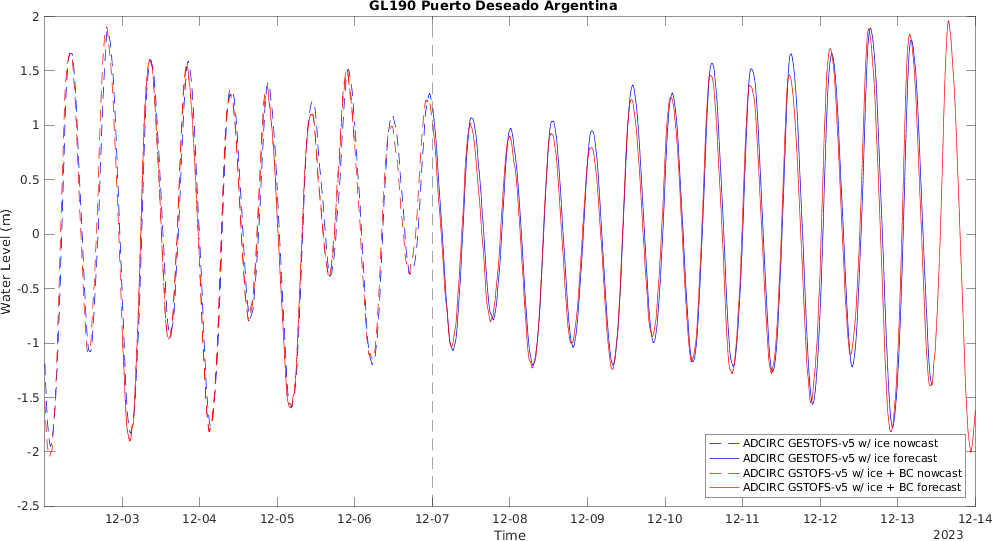 GL190 Puerto Deseado Argentina
2
1.5
1
0.5
0
-0.5
-1
-1.5
-2
-2.5
Water Level (m)
ADCIRC GESTOFS-v5 w/ ice nowcast
ADCIRC GESTOFS-v5 w/ ice forecast
ADCIRC GSTOFS-v5 w/ ice + BC nowcast
ADCIRC GSTOFS-v5 w/ ice + BC forecast
12-03 12-04 12-05 12-06 12-07 12-08 12-09 12-10 12-11 12-12 12-13 12-14
Time
2023